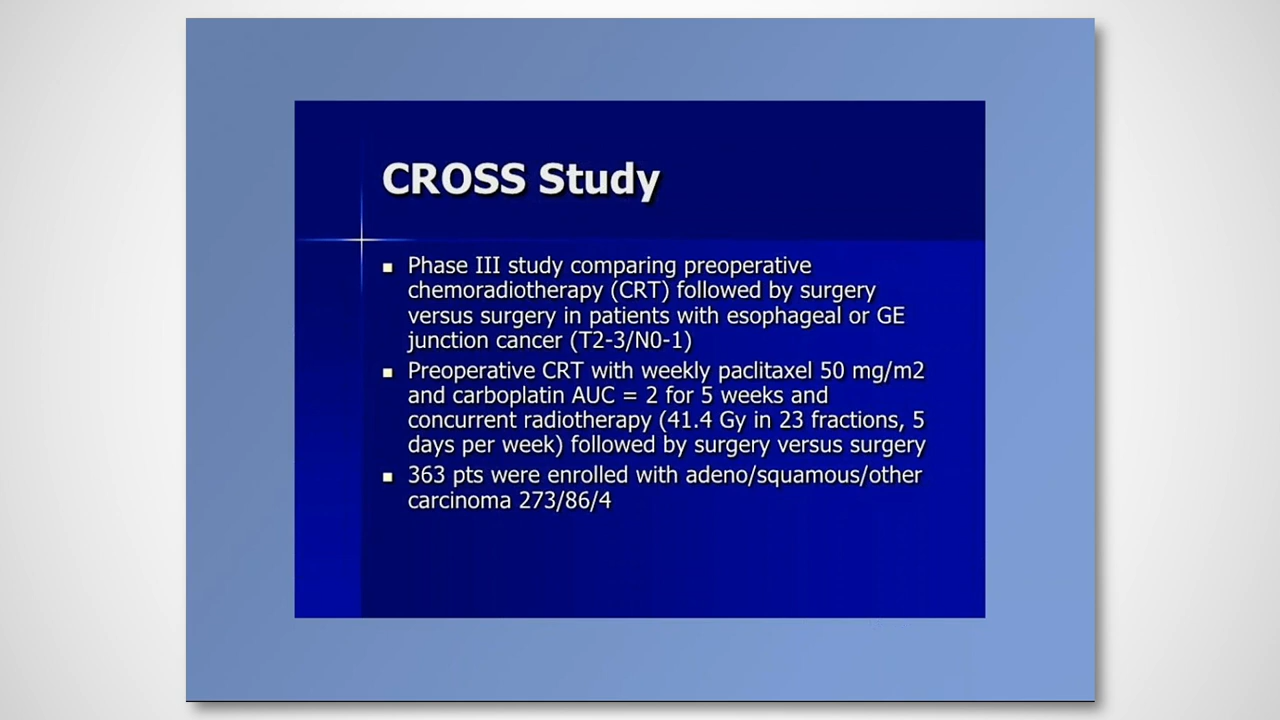 CROSS Study
Phase III study comparing preoperative
chemoradiotherapy (CRT) followed by surgery
versus surgery in patients with esophageal or GE
junction cancer (T2-3/N0-1)
Preoperative CRT with weekly paclitaxel 50 mg/m2
and carboplatin AUC = 2 for 5 weeks and
concurrent radiotherapy (41.4 Gy in 23 fractions, 5
days per week) followed by surgery versus surgery
363 pts were enrolled with adeno/squamous/other
carcinoma 273/86/4